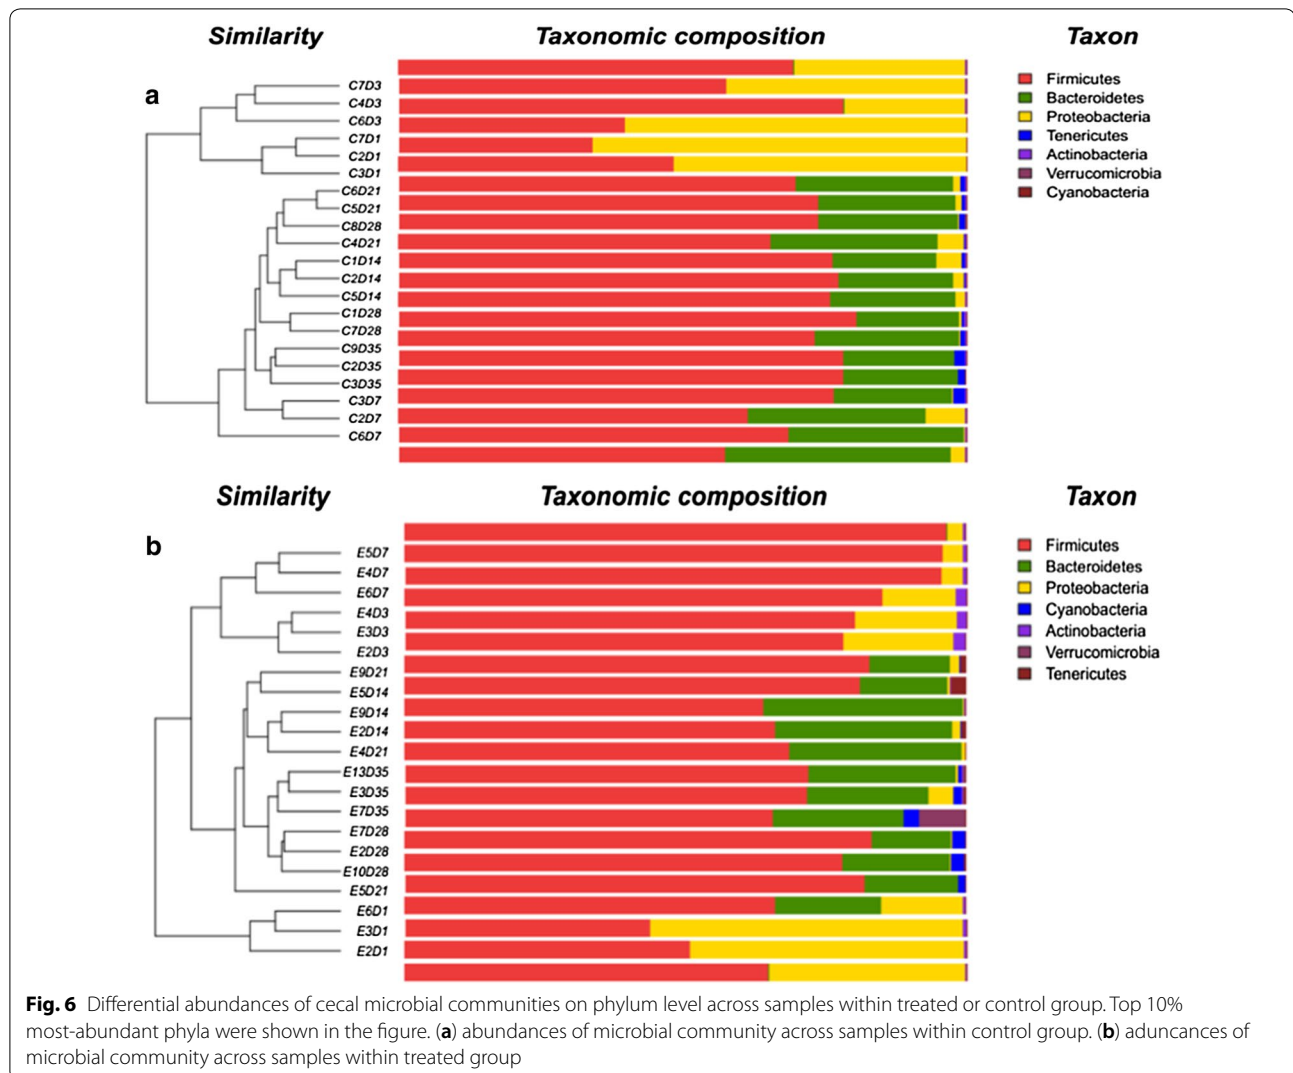 Similarity
Taxonomic composition
Taxon
a
C7D3
C4D3
C6D3
C7D1
C2D1
C3D1
C6D21
C5D21
C8D28
C4D21
C1D14
C2D14
C5D14
C1D28
C7D28
C9D35
C2D35
C3D35
C3D7
C2D7
C6D7
Firmicutes
Bacteroidetes
Proteobacteria
Tenericutes
Actinobacteria
Verrucomicrobia
Cyanobacteria
Similarity
Taxonomic composition
Taxon
b
E5D7
E4D7
E6D7
E4D3
E3D3
E2D3
E9D21
E5D14
E9D14
E2D14
E4D21
E13D35
E3D35
E7D35
E7D28
E2D28
E10D28
E5D21
E6D1
E3D1
E2D1
Firmicutes
Bacteroidetes
Proteobacteria
Cyanobacteria
Actinobacteria
Verrucomicrobia
Tenericutes
Fig. 6 Differential abundances of cecal microbial communities on phylum level across samples within treated or control group. Top 10%
most-abundant phyla were shown in the figure. (a) abundances of microbial community across samples within control group. (b) aduncances of
microbial community across samples within treated group